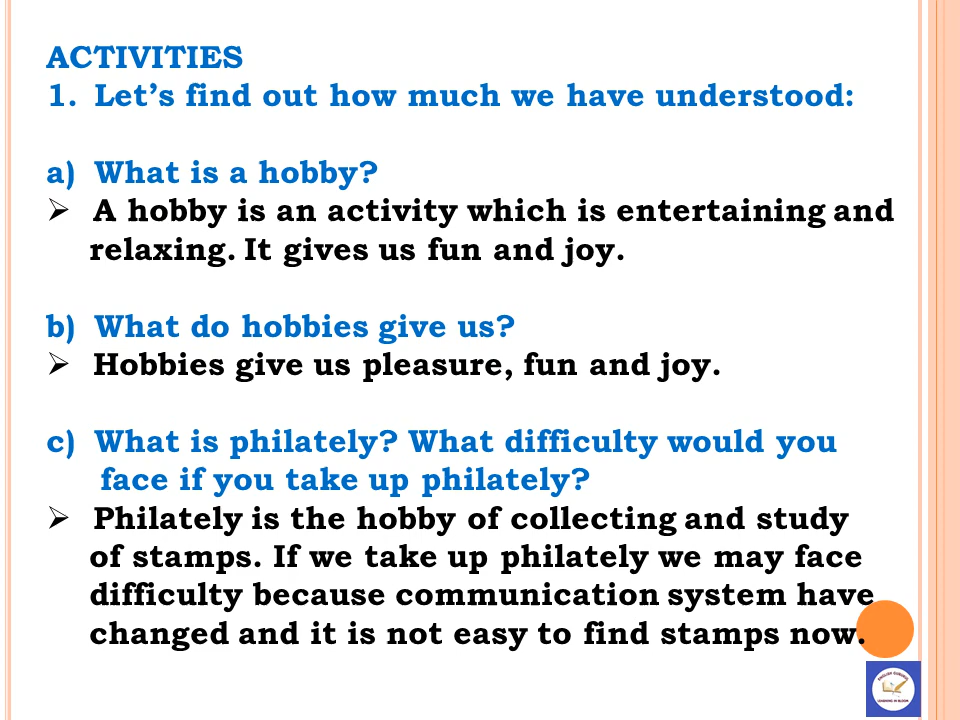 ACTIVITIES
1. Let’s find out how much we have understood:
a) What is a hobby?
➢ A hobby is an activity which is entertaining and
relaxing. It gives us fun and joy.
b) What do hobbies give us?
➢ Hobbies give us pleasure, fun and joy.
c) What is philately? What difficulty would you
face if you take up philately?
➢ Philately is the hobby of collecting and study
of stamps. If we take up philately we may face
difficulty because communication system have
changed and it is not easy to find stamps now.